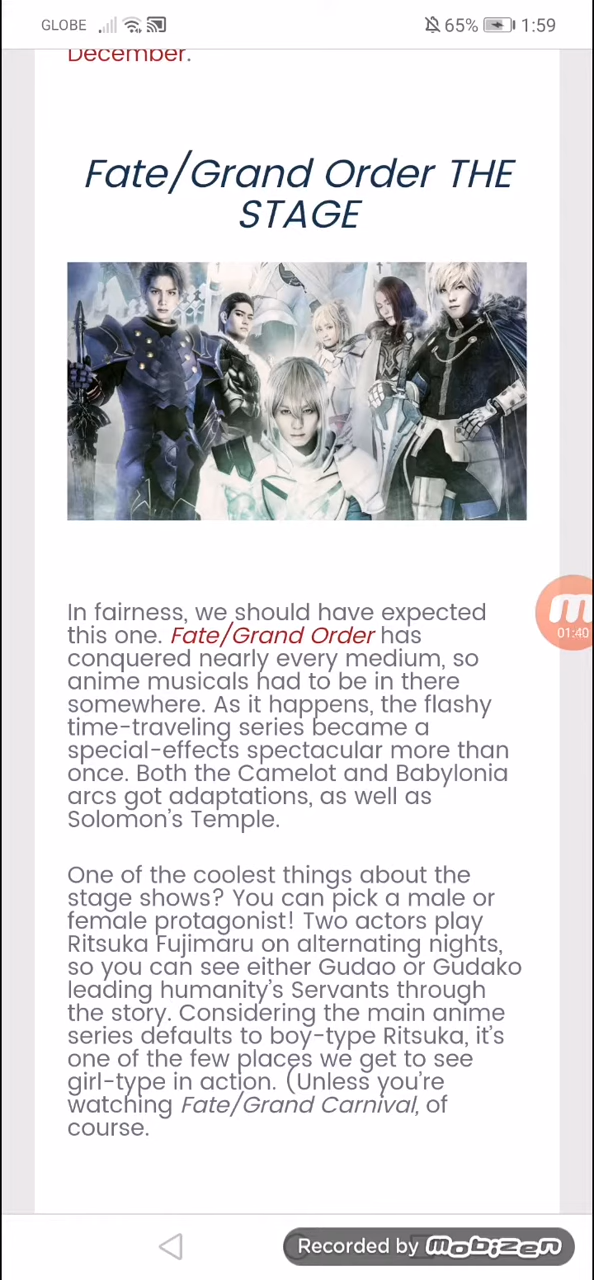 GLOBE 65% 1:59
December.
Fate/Grand Order THE
STAGE
In fairness, we should have expected
this one. Fate/Grand Order has
conquered nearly every medium, so
anime musicals had to be in there
somewhere. As it happens, the flashy
time-traveling series became a
special-effects spectacular more than
once. Both the Camelot and Babylonia
arcs got adaptations, as well as
Solomon's Temple.
One of the coolest things about the
stage shows? You can pick a male or
female protagonist! Two actors play
Ritsuka Fujimaru on alternating nights,
so you can see either Gudao or Gudako
leading humanity's Servants through
the story. Considering the main anime
series defaults to boy-type Ritsuka, it's
one of the few places we get to see
girl-type in action. (Unless you're
watching Fate/Grand Carnival, of
course.
m
01:40
Recorded by mobizen